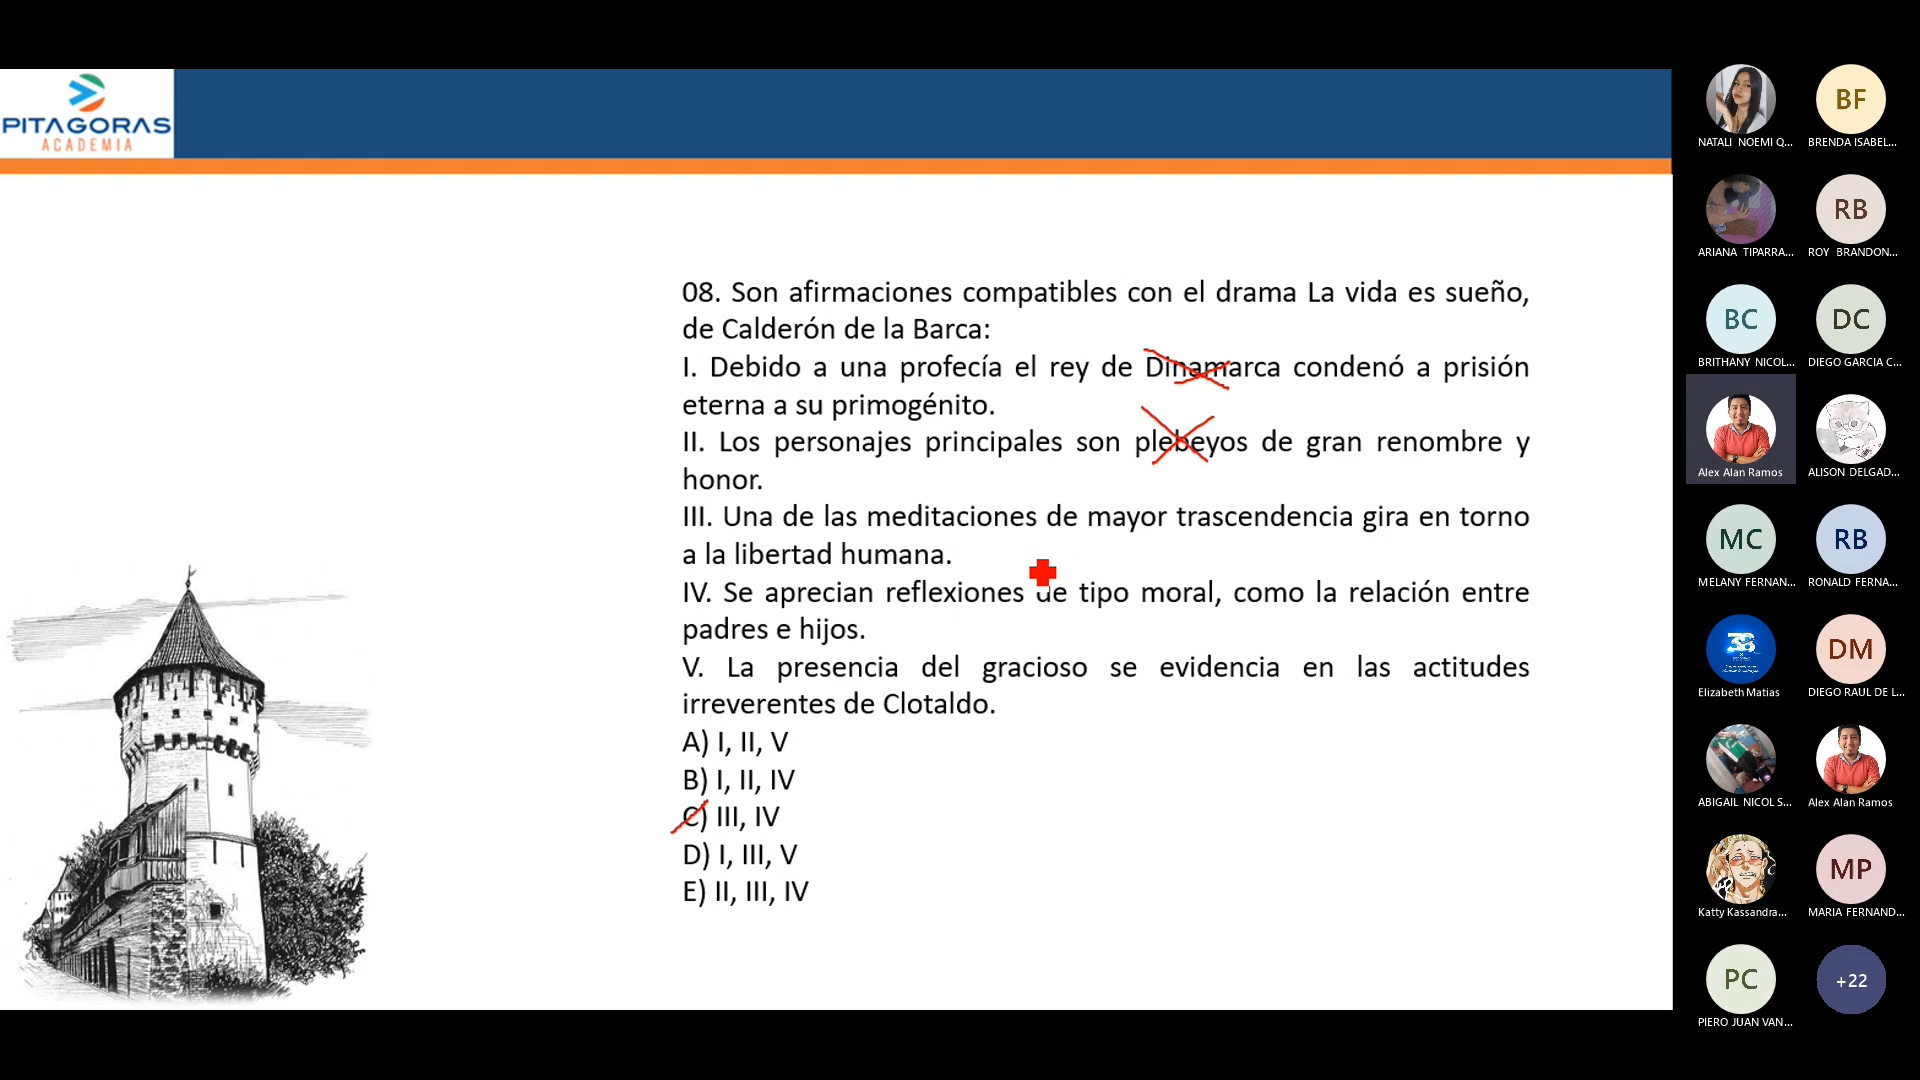 PITAGORAS
ACADEMIA
08. Son afirmaciones compatibles con el drama La vida es sueño,
de Calderón de la Barca:
I. Debido a una profecía el rey de Dinamarca condenó a prisión
eterna a su primogénito.
II. Los personajes principales son plebeyos de gran renombre y
honor.
III. Una de las meditaciones de mayor trascendencia gira en torno
a la libertad humana.
IV. Se aprecian reflexiones de tipo moral, como la relación entre
padres e hijos.
V. La presencia del gracioso se evidencia en las actitudes
irreverentes de Clotaldo.
A) I, II, V
B) I, II, IV
C) III, IV
D) I, III, V
E) II, III, IV
NATALI NOEMI Q...
BF
BRENDA ISABEL...
ARIANA TIPARRA...
RB
ROY BRANDON...
BC
BRITHANY NICOL...
DC
DIEGO GARCIA C...
Alex Alan Ramos
ALISON DELGAD...
MC
MELANY FERNAN...
RB
RONALD FERNA...
38
Elizabeth Matias
DM
DIEGO RAUL DE L...
ABIGAIL NICOL S...
Alex Alan Ramos
Katty Kassandra...
MP
MARIA FERNAND...
PC
PIERO JUAN VAN...
+22